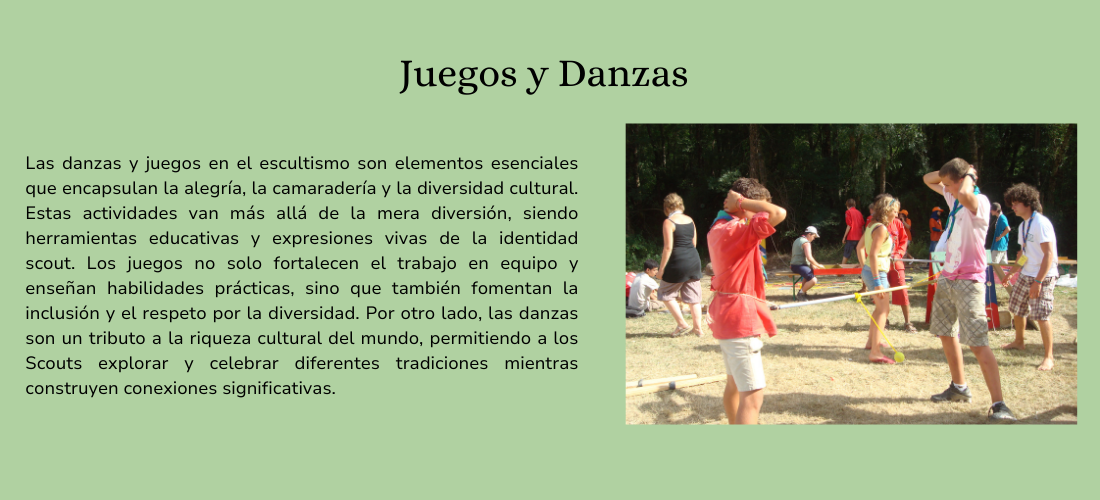 Juegos y Danzas
Las danzas y juegos en el escultismo son elementos esenciales
que encapsulan la alegría, la camaradería y la diversidad cultural.
Estas actividades van más allá de la mera diversión, siendo
herramientas educativas y expresiones vivas de la identidad
scout. Los juegos no solo fortalecen el trabajo en equipo y
enseñan habilidades prácticas, sino que también fomentan la
inclusión y el respeto por la diversidad. Por otro lado, las danzas
son un tributo a la riqueza cultural del mundo, permitiendo a los
Scouts explorar y celebrar diferentes tradiciones mientras
construyen conexiones significativas.